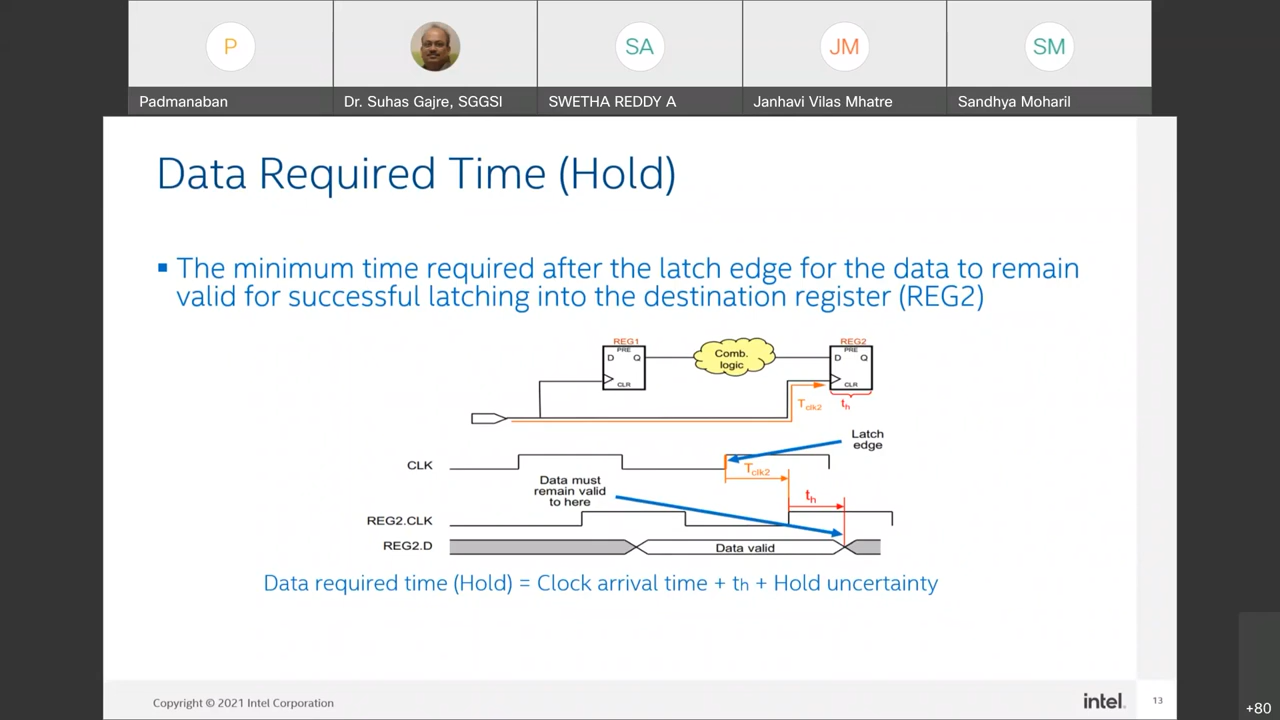 P
SA
JM
SM
Padmanaban
Dr. Suhas Gajre, SGGSI
SWETHA REDDY A
Janhavi Vilas Mhatre
Sandhya Moharil
Data Required Time (Hold)
The minimum time required after the latch edge for the data to remain
valid for successful latching into the destination register (REG2)
REG1
PRE
D Q
CLR
Comb.
logic
REG2
PRE
D Q
CLR
Tclk2
th
Latch
edge
CLK
Tclk2
Data must
remain valid
to here
th
REG2.CLK
REG2.D
Data valid
Data required time (Hold) = Clock arrival time + th + Hold uncertainty
Copyright © 2021 Intel Corporation
intel.
13
+80